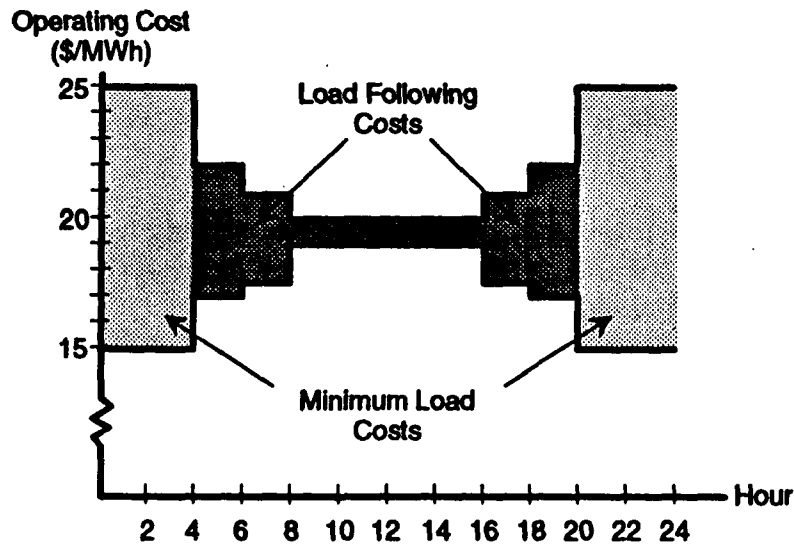 Operating Cost
($/MWh)
25
20
15
Load Following
Costs
Minimum Load
Costs
Hour
2 4 6 8 10 12 14 16 18 20 22 24